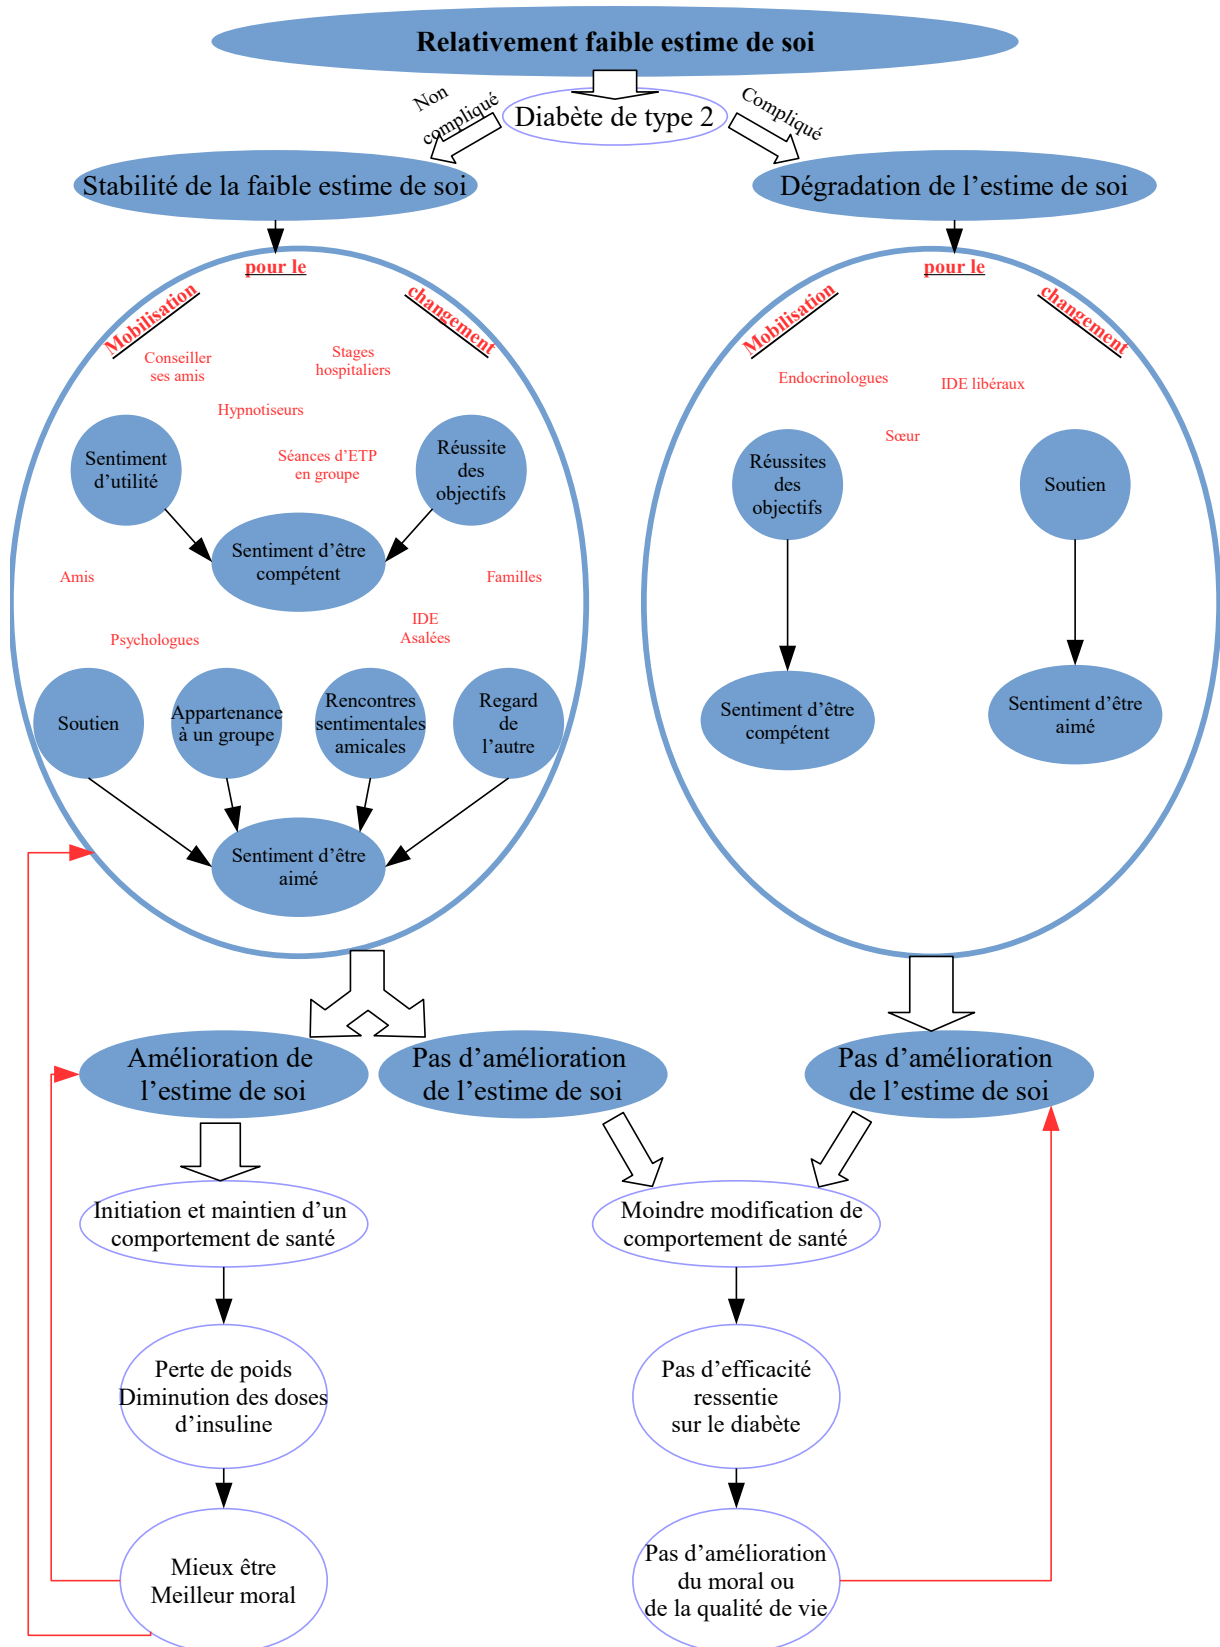 Relativement faible estime de soi
Non
compliqué
Diabète de type 2
Compliqué
Stabilité de la faible estime de soi
Dégradation de l’estime de soi
Mobilisation
pour le
changement
Conseiller
ses amis
Stages
hospitaliers
Hypnotiseurs
Séances d’ETP
en groupe
Sentiment
d’utilité
Réussite
des
objectifs
Sentiment d’être
compétent
Amis
Familles
Psychologues
IDE
Asalées
Soutien
Appartenance
à un groupe
Rencontres
sentimentales
amicales
Regard
de
l’autre
Sentiment d’être
aimé
Mobilisation
pour le
changement
Endocrinologues
IDE libéraux
Sœur
Réussites
des
objectifs
Soutien
Sentiment d’être
compétent
Sentiment d’être
aimé
Amélioration de
l’estime de soi
Pas d’amélioration
de l’estime de soi
Pas d’amélioration
de l’estime de soi
Initiation et maintien d’un
comportement de santé
Moindre modification de
comportement de santé
Perte de poids
Diminution des doses
d’insuline
Pas d’efficacité
ressentie
sur le diabète
Mieux être
Meilleur moral
Pas d’amélioration
du moral ou
de la qualité de vie